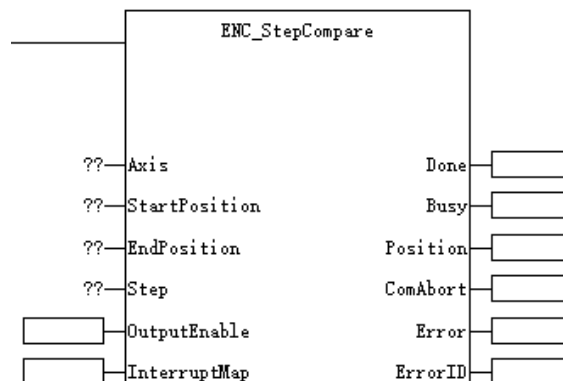 ENC_StepCompare
?? Axis Done
?? StartPosition Busy
?? EndPosition Position
?? Step ComAbort
OutputEnable Error
InterruptMap ErrorID